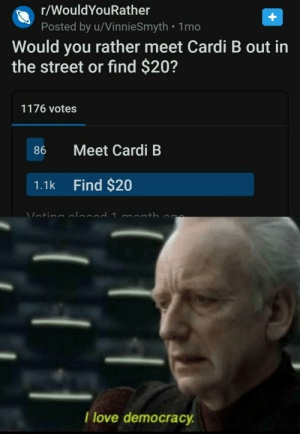 r/WouldYouRather
Posted by u/VinnieSmyth • 1mo
Would you rather meet Cardi B out in
the street or find $20?
1176 votes
86 Meet Cardi B
1.1k Find $20
Voting closed 1 month ago
I love democracy.